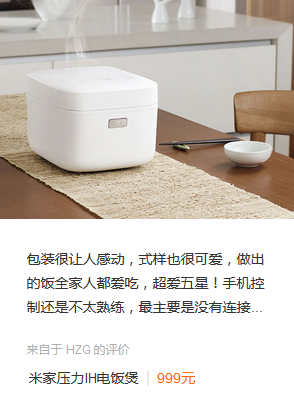 包装很让人感动，式样也很可爱，做出
的饭全家人都爱吃，超爱五星！手机控
制还是不太熟练，最主要是没有连接...
来自于 HZG 的评价
米家压力IH电饭煲 | 999元